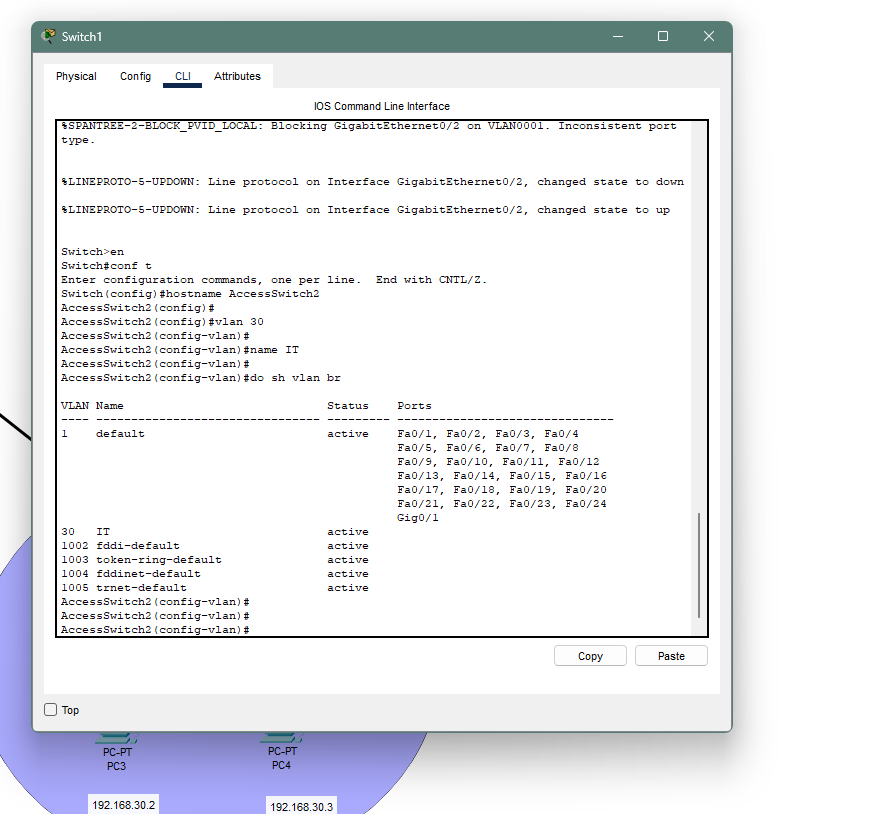 Switch1
Physical Config CLI Attributes
IOS Command Line Interface
%SPANTREE-2-BLOCK_PVID_LOCAL: Blocking GigabitEthernet0/2 on VLAN0001. Inconsistent port
type.
%LINEPROTO-5-UPDOWN: Line protocol on Interface GigabitEthernet0/2, changed state to down
%LINEPROTO-5-UPDOWN: Line protocol on Interface GigabitEthernet0/2, changed state to up
Switch>en
Switch#conf t
Enter configuration commands, one per line.  End with CNTL/Z.
Switch(config)#hostname AccessSwitch2
AccessSwitch2(config)#
AccessSwitch2(config)#vlan 30
AccessSwitch2(config-vlan)#
AccessSwitch2(config-vlan)#name IT
AccessSwitch2(config-vlan)#
AccessSwitch2(config-vlan)#do sh vlan br
VLAN Name                             Status    Ports
---- -------------------------------- --------- -------------------------------
1    default                          active    Fa0/1, Fa0/2, Fa0/3, Fa0/4
                                                Fa0/5, Fa0/6, Fa0/7, Fa0/8
                                                Fa0/9, Fa0/10, Fa0/11, Fa0/12
                                                Fa0/13, Fa0/14, Fa0/15, Fa0/16
                                                Fa0/17, Fa0/18, Fa0/19, Fa0/20
                                                Fa0/21, Fa0/22, Fa0/23, Fa0/24
                                                Gig0/1
30   IT                               active
1002 fddi-default                     active
1003 token-ring-default               active
1004 fddinet-default                  active
1005 trnet-default                    active
AccessSwitch2(config-vlan)#
AccessSwitch2(config-vlan)#
AccessSwitch2(config-vlan)#
Copy Paste
Top
PC-PT PC-PT
PC3 PC4
192.168.30.2 192.168.30.3